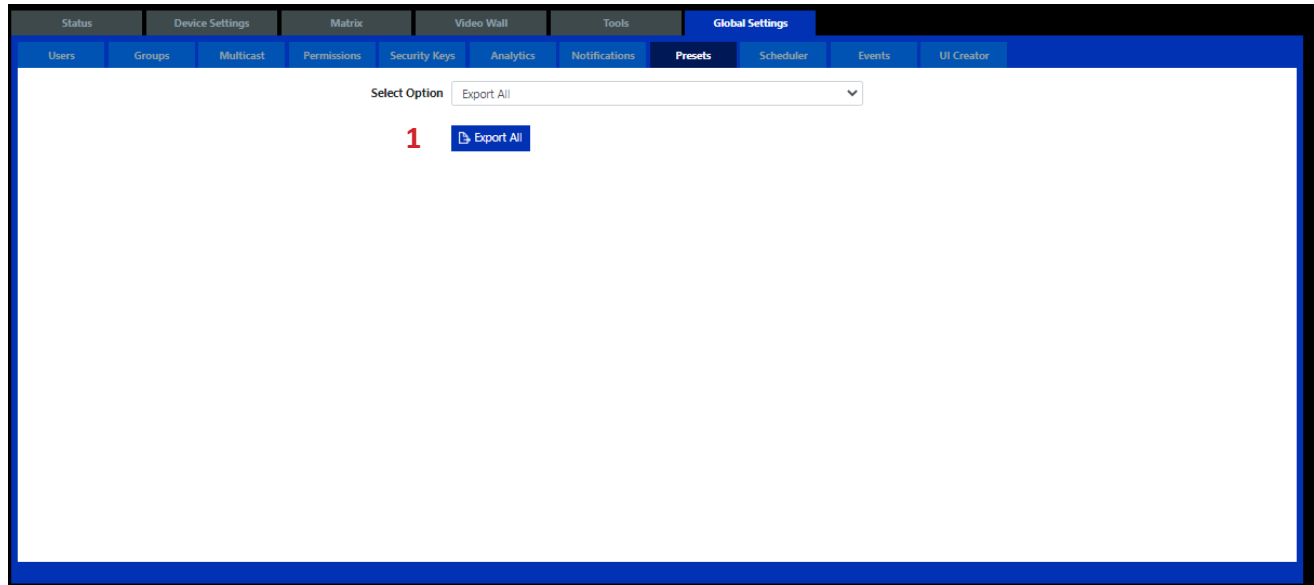 Status Device Settings Matrix Video Wall Tools Global Settings
Users Groups Multicast Permissions Security Keys Analytics Notifications Presets Scheduler Events UI Creator
Select Option Export All
1 Export All